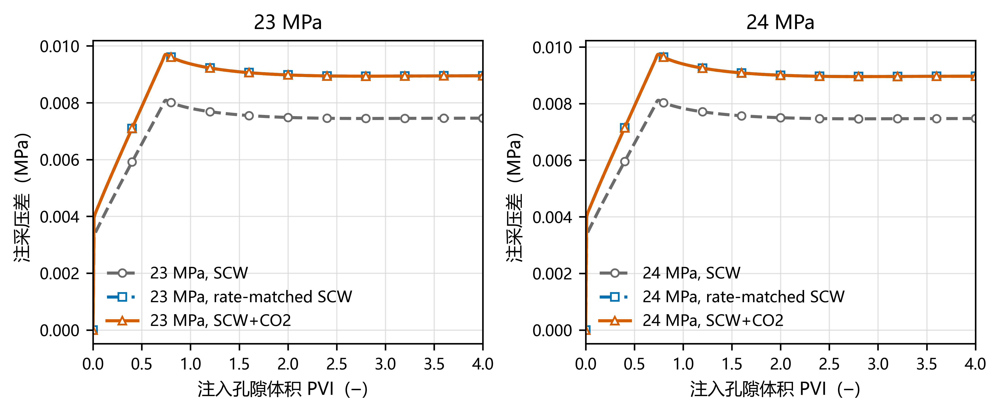 23 MPa
0.010
0.008
0.006
0.004
0.002
0.000
注采压差（MPa）
23 MPa, SCW
23 MPa, rate-matched SCW
23 MPa, SCW+CO2
0.0 0.5 1.0 1.5 2.0 2.5 3.0 3.5 4.0
注入孔隙体积 PVI（−）
24 MPa
0.010
0.008
0.006
0.004
0.002
0.000
注采压差（MPa）
24 MPa, SCW
24 MPa, rate-matched SCW
24 MPa, SCW+CO2
0.0 0.5 1.0 1.5 2.0 2.5 3.0 3.5 4.0
注入孔隙体积 PVI（−）